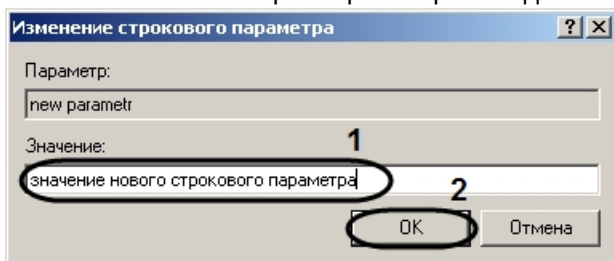 Изменение строкового параметра
Параметр:
new parametr
Значение:
1
значение нового строкового параметра
2
OK
Отмена